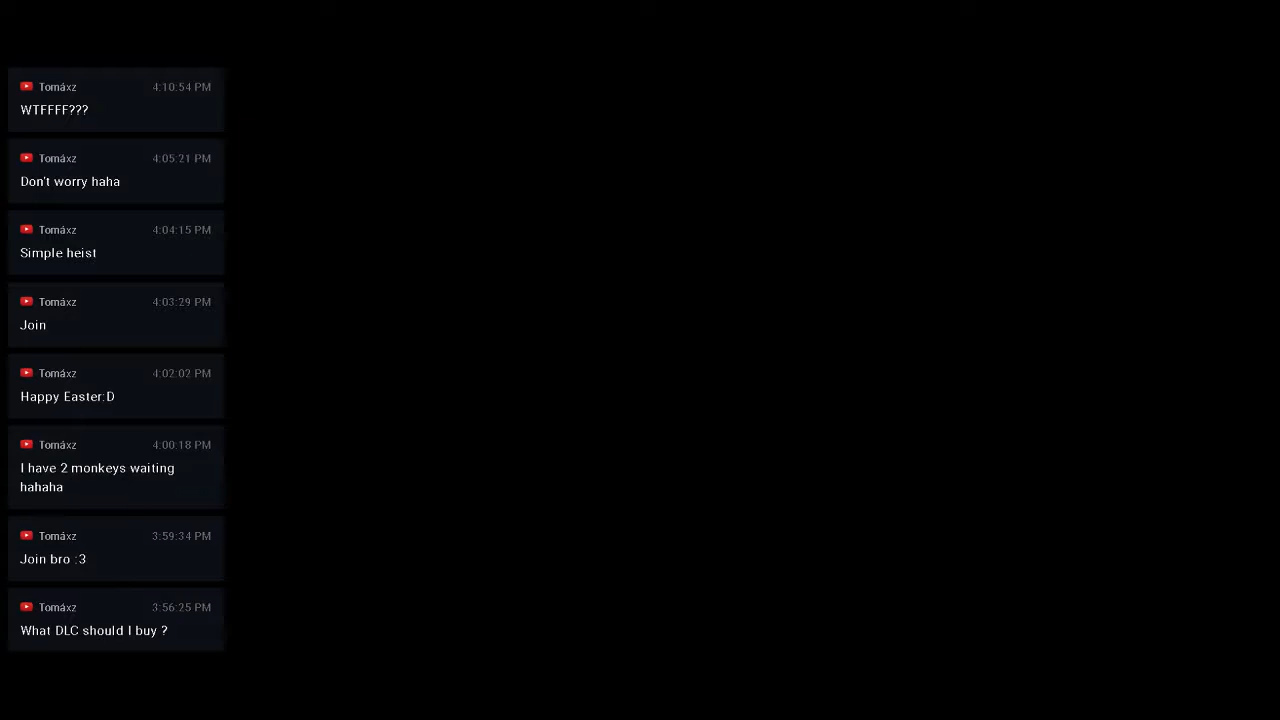 Tomáxz 4:10:54 PM
WTFFFF???
Tomáxz 4:05:21 PM
Don't worry haha
Tomáxz 4:04:15 PM
Simple heist
Tomáxz 4:03:29 PM
Join
Tomáxz 4:02:02 PM
Happy Easter:D
Tomáxz 4:00:18 PM
I have 2 monkeys waiting
hahaha
Tomáxz 3:59:34 PM
Join bro :3
Tomáxz 3:56:25 PM
What DLC should I buy ?